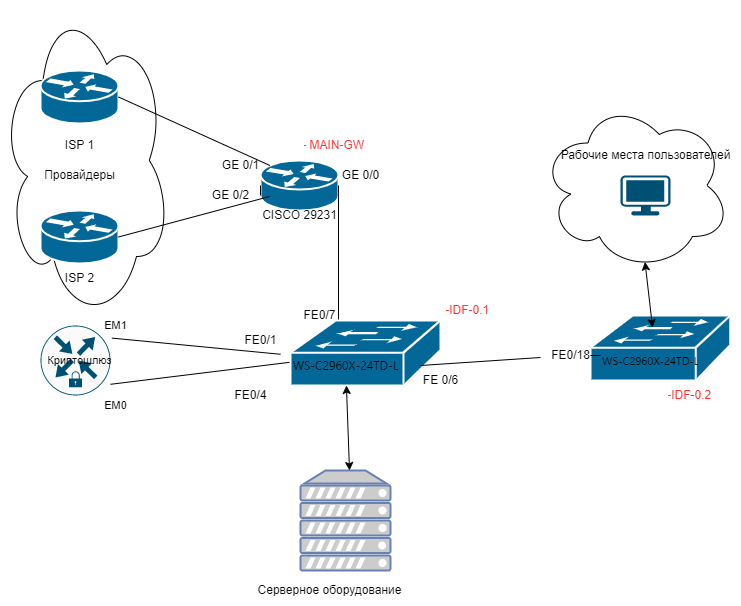 ISP 1
Провайдеры
ISP 2
- MAIN-GW
GE 0/1
GE 0/0
GE 0/2
CISCO 29231
Рабочие места пользователей
FE0/7
-IDF-0.1
EM1
FE0/1
Криптошлюз
WS-C2960X-24TD-L
FE0/18
WS-C2960X-24TD-L
FE 0/6
FE0/4
-IDF-0.2
EM0
Серверное оборудование